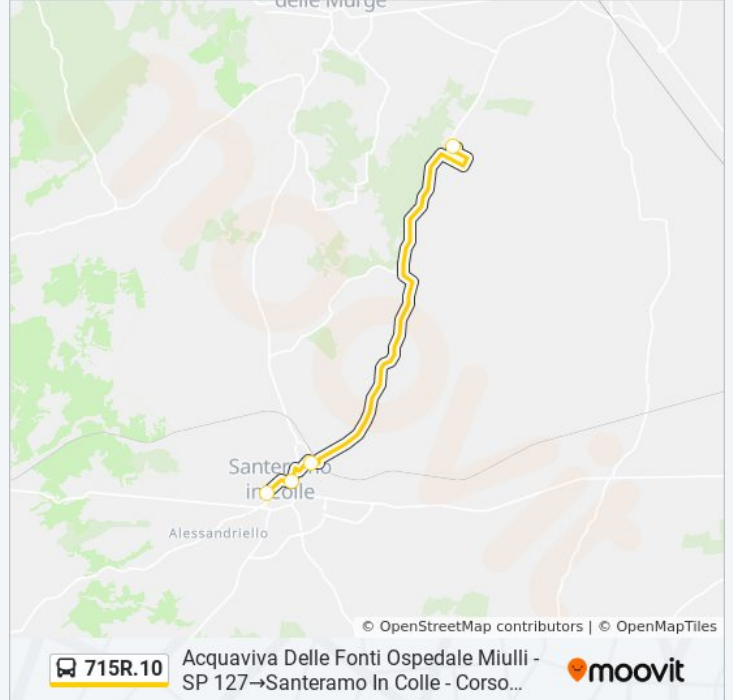 delle Murge
Santeramo
in Colle
Alessandriello
© OpenStreetMap contributors | © OpenMapTiles
715R.10
Acquaviva Delle Fonti Ospedale Miulli -
SP 127→Santeramo In Colle - Corso...
moovit
moovit